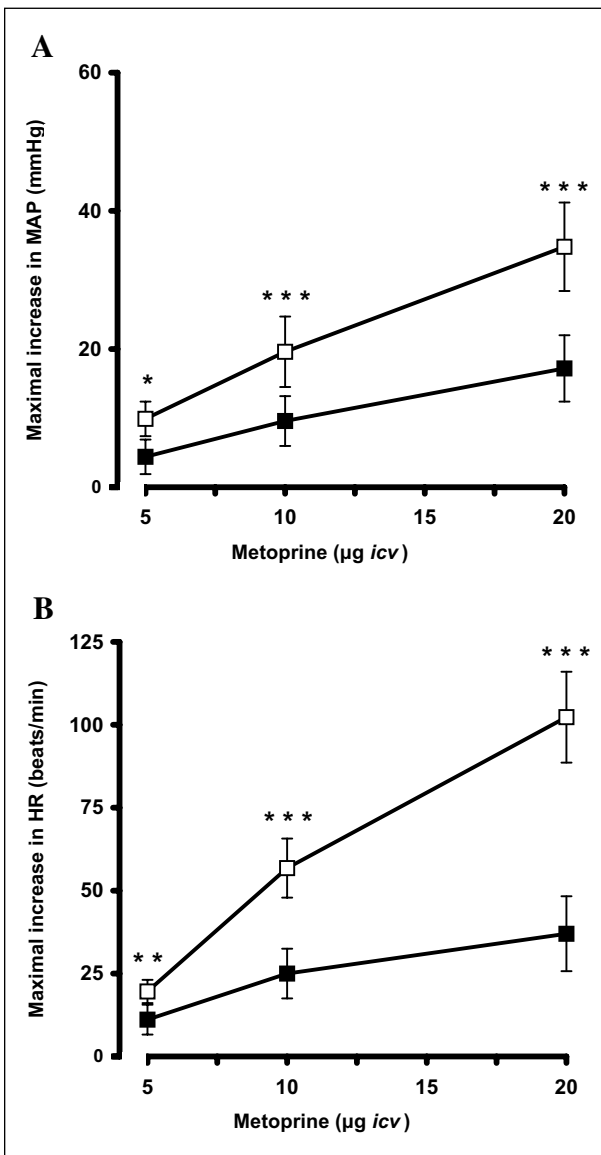 A
Maximal increase in MAP (mmHg)
60
40
20
0
*
* * *
* * *
5
10
15
20
Metoprine (µg icv)
B
Maximal increase in HR (beats/min)
125
100
75
50
25
0
* *
* * *
* * *
5
10
15
20
Metoprine (µg icv)